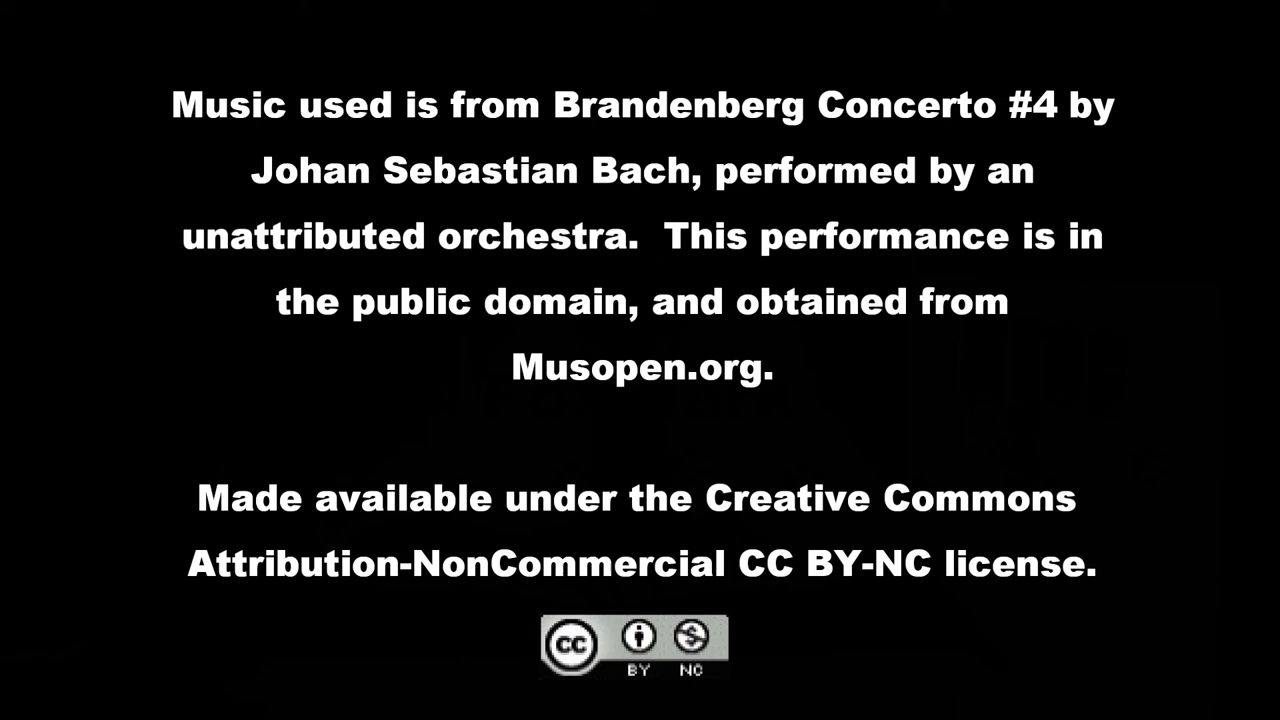 Music used is from Brandenberg Concerto #4 by
Johan Sebastian Bach, performed by an
unattributed orchestra.  This performance is in
the public domain, and obtained from
Musopen.org.
Made available under the Creative Commons
Attribution-NonCommercial CC BY-NC license.
CC
BY NC